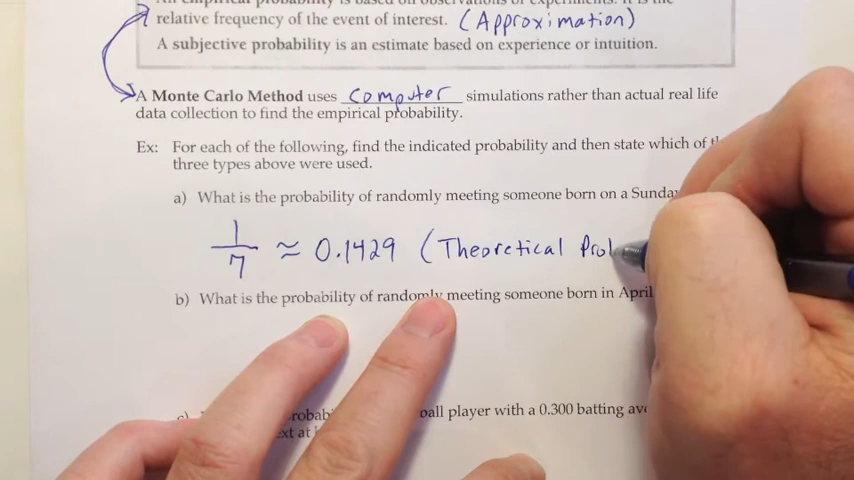 relative frequency of the event of interest. (Approximation)
A subjective probability is an estimate based on experience or intuition.
A Monte Carlo Method uses computer simulations rather than actual real life
data collection to find the empirical probability.
Ex: For each of the following, find the indicated probability and then state which of
three types above were used.
a) What is the probability of randomly meeting someone born on a Sunda
1/7 ≈ 0.1429 (Theoretical Prob
b) What is the probability of randomly meeting someone born in April
ball player with a 0.300 batting